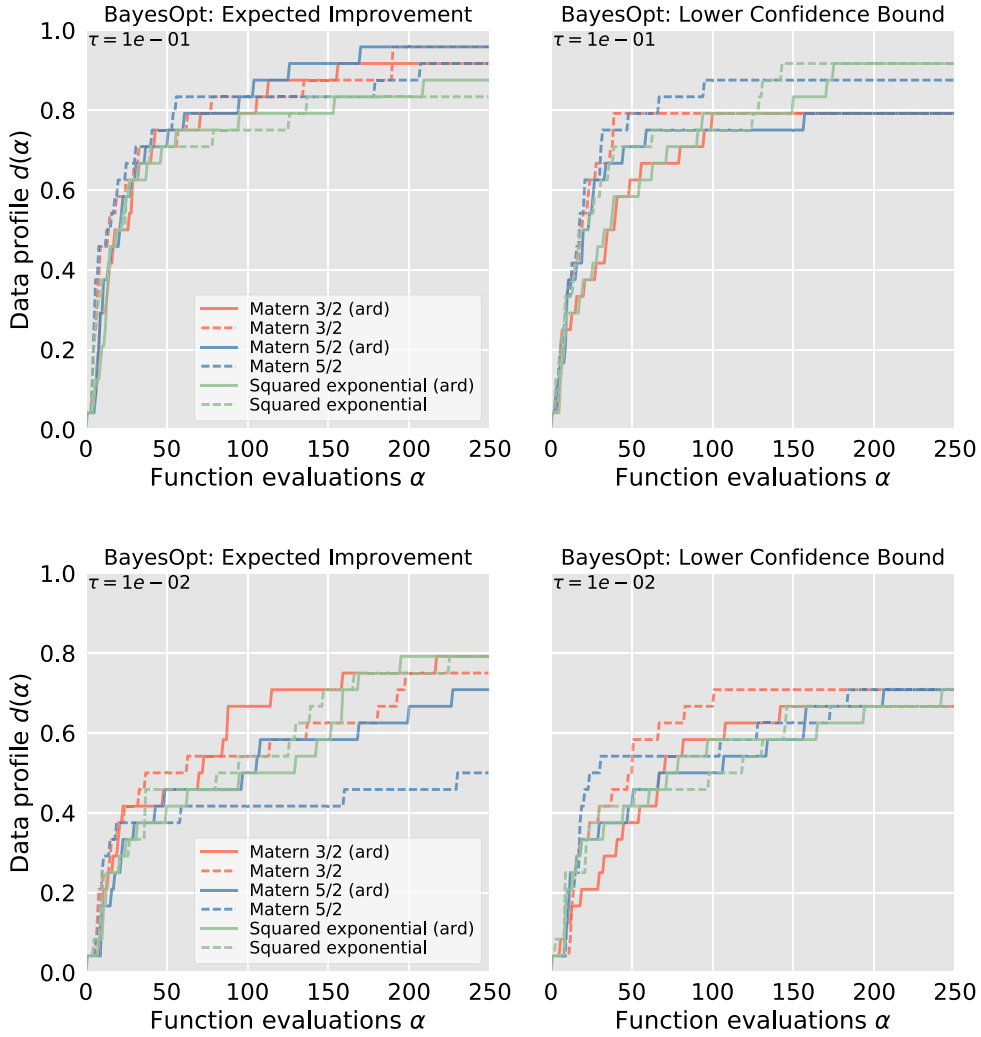 BayesOpt: Expected Improvement
τ = 1e − 01
1.0
0.8
0.6
0.4
0.2
0.0
Data profile d(α)
Matern 3/2 (ard)
Matern 3/2
Matern 5/2 (ard)
Matern 5/2
Squared exponential (ard)
Squared exponential
0 50 100 150 200 250
Function evaluations α
BayesOpt: Lower Confidence Bound
τ = 1e − 01
0 50 100 150 200 250
Function evaluations α
BayesOpt: Expected Improvement
τ = 1e − 02
1.0
0.8
0.6
0.4
0.2
0.0
Data profile d(α)
Matern 3/2 (ard)
Matern 3/2
Matern 5/2 (ard)
Matern 5/2
Squared exponential (ard)
Squared exponential
0 50 100 150 200 250
Function evaluations α
BayesOpt: Lower Confidence Bound
τ = 1e − 02
0 50 100 150 200 250
Function evaluations α